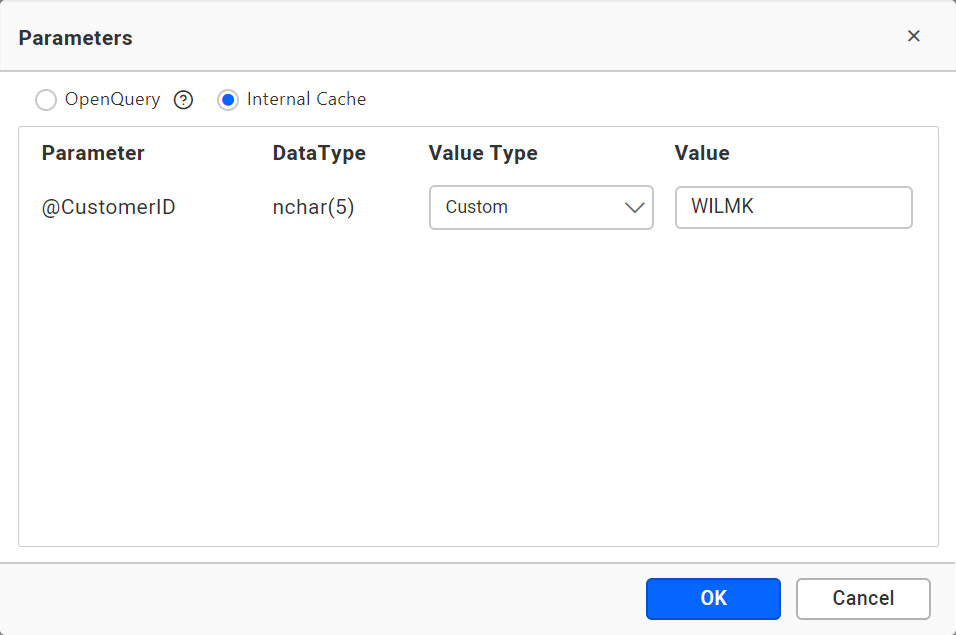 Parameters
OpenQuery ? Internal Cache
Parameter DataType Value Type Value
@CustomerID nchar(5) Custom WILMK
OK Cancel